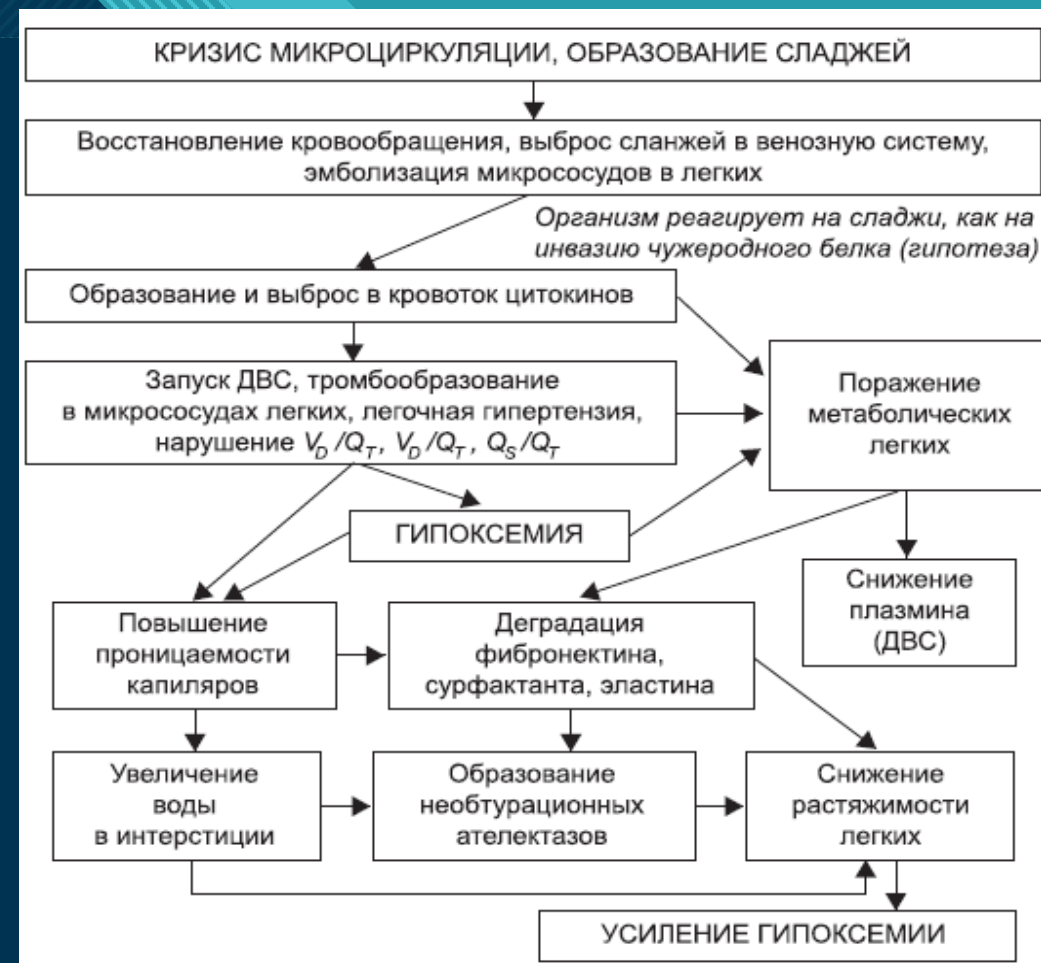 КРИЗИС МИКРОЦИРКУЛЯЦИИ, ОБРАЗОВАНИЕ СЛАДЖЕЙ
Восстановление кровообращения, выброс сланжей в венозную систему,
эмболизация микрососудов в легких
Организм реагирует на сладжи, как на
инвазию чужеродного белка (гипотеза)
Образование и выброс в кровоток цитокинов
Запуск ДВС, тромбообразование
в микрососудах легких, легочная гипертензия,
нарушение V_D/Q_T, V_D/Q_T, Q_S/Q_T
Поражение
метаболических
легких
ГИПОКСЕМИЯ
Снижение
плазмина
(ДВС)
Повышение
проницаемости
капиляров
Деградация
фибронектина,
сурфактанта, эластина
Увеличение
воды
в интерстиции
Образование
необтурационных
ателектазов
Снижение
растяжимости
легких
УСИЛЕНИЕ ГИПОКСЕМИИ